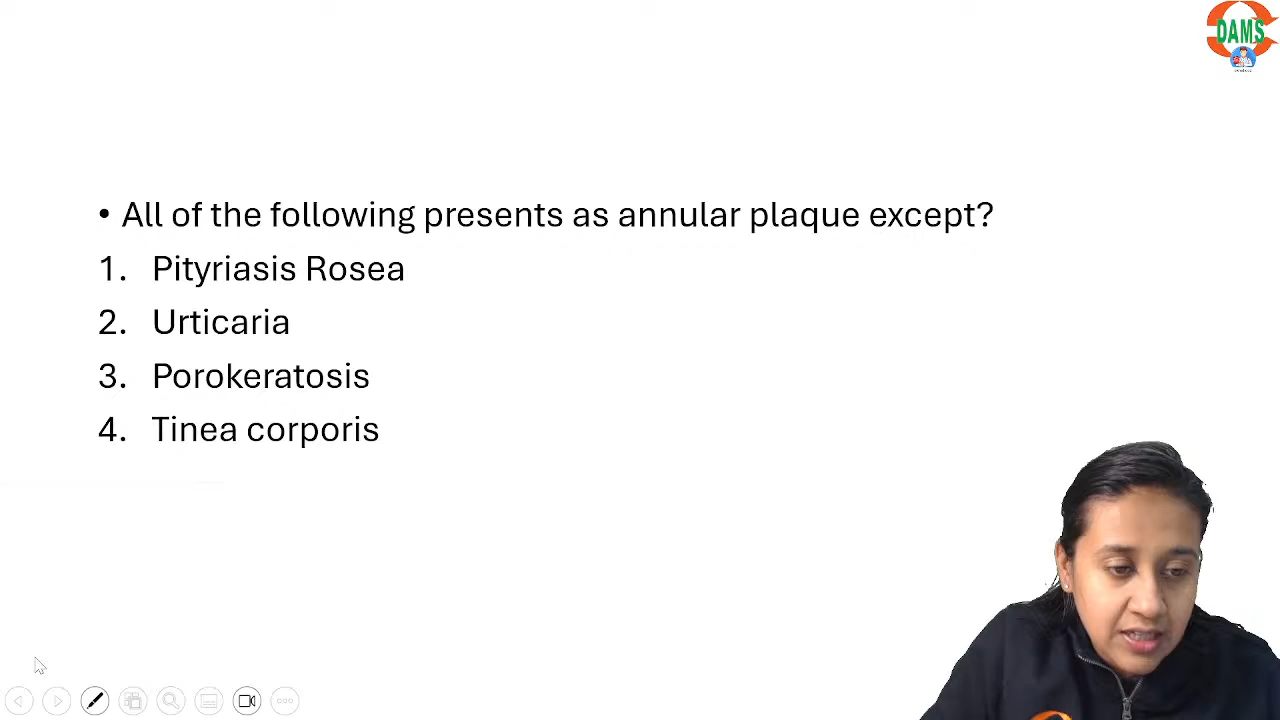 DAMS
• All of the following presents as annular plaque except?
1. Pityriasis Rosea
2. Urticaria
3. Porokeratosis
4. Tinea corporis